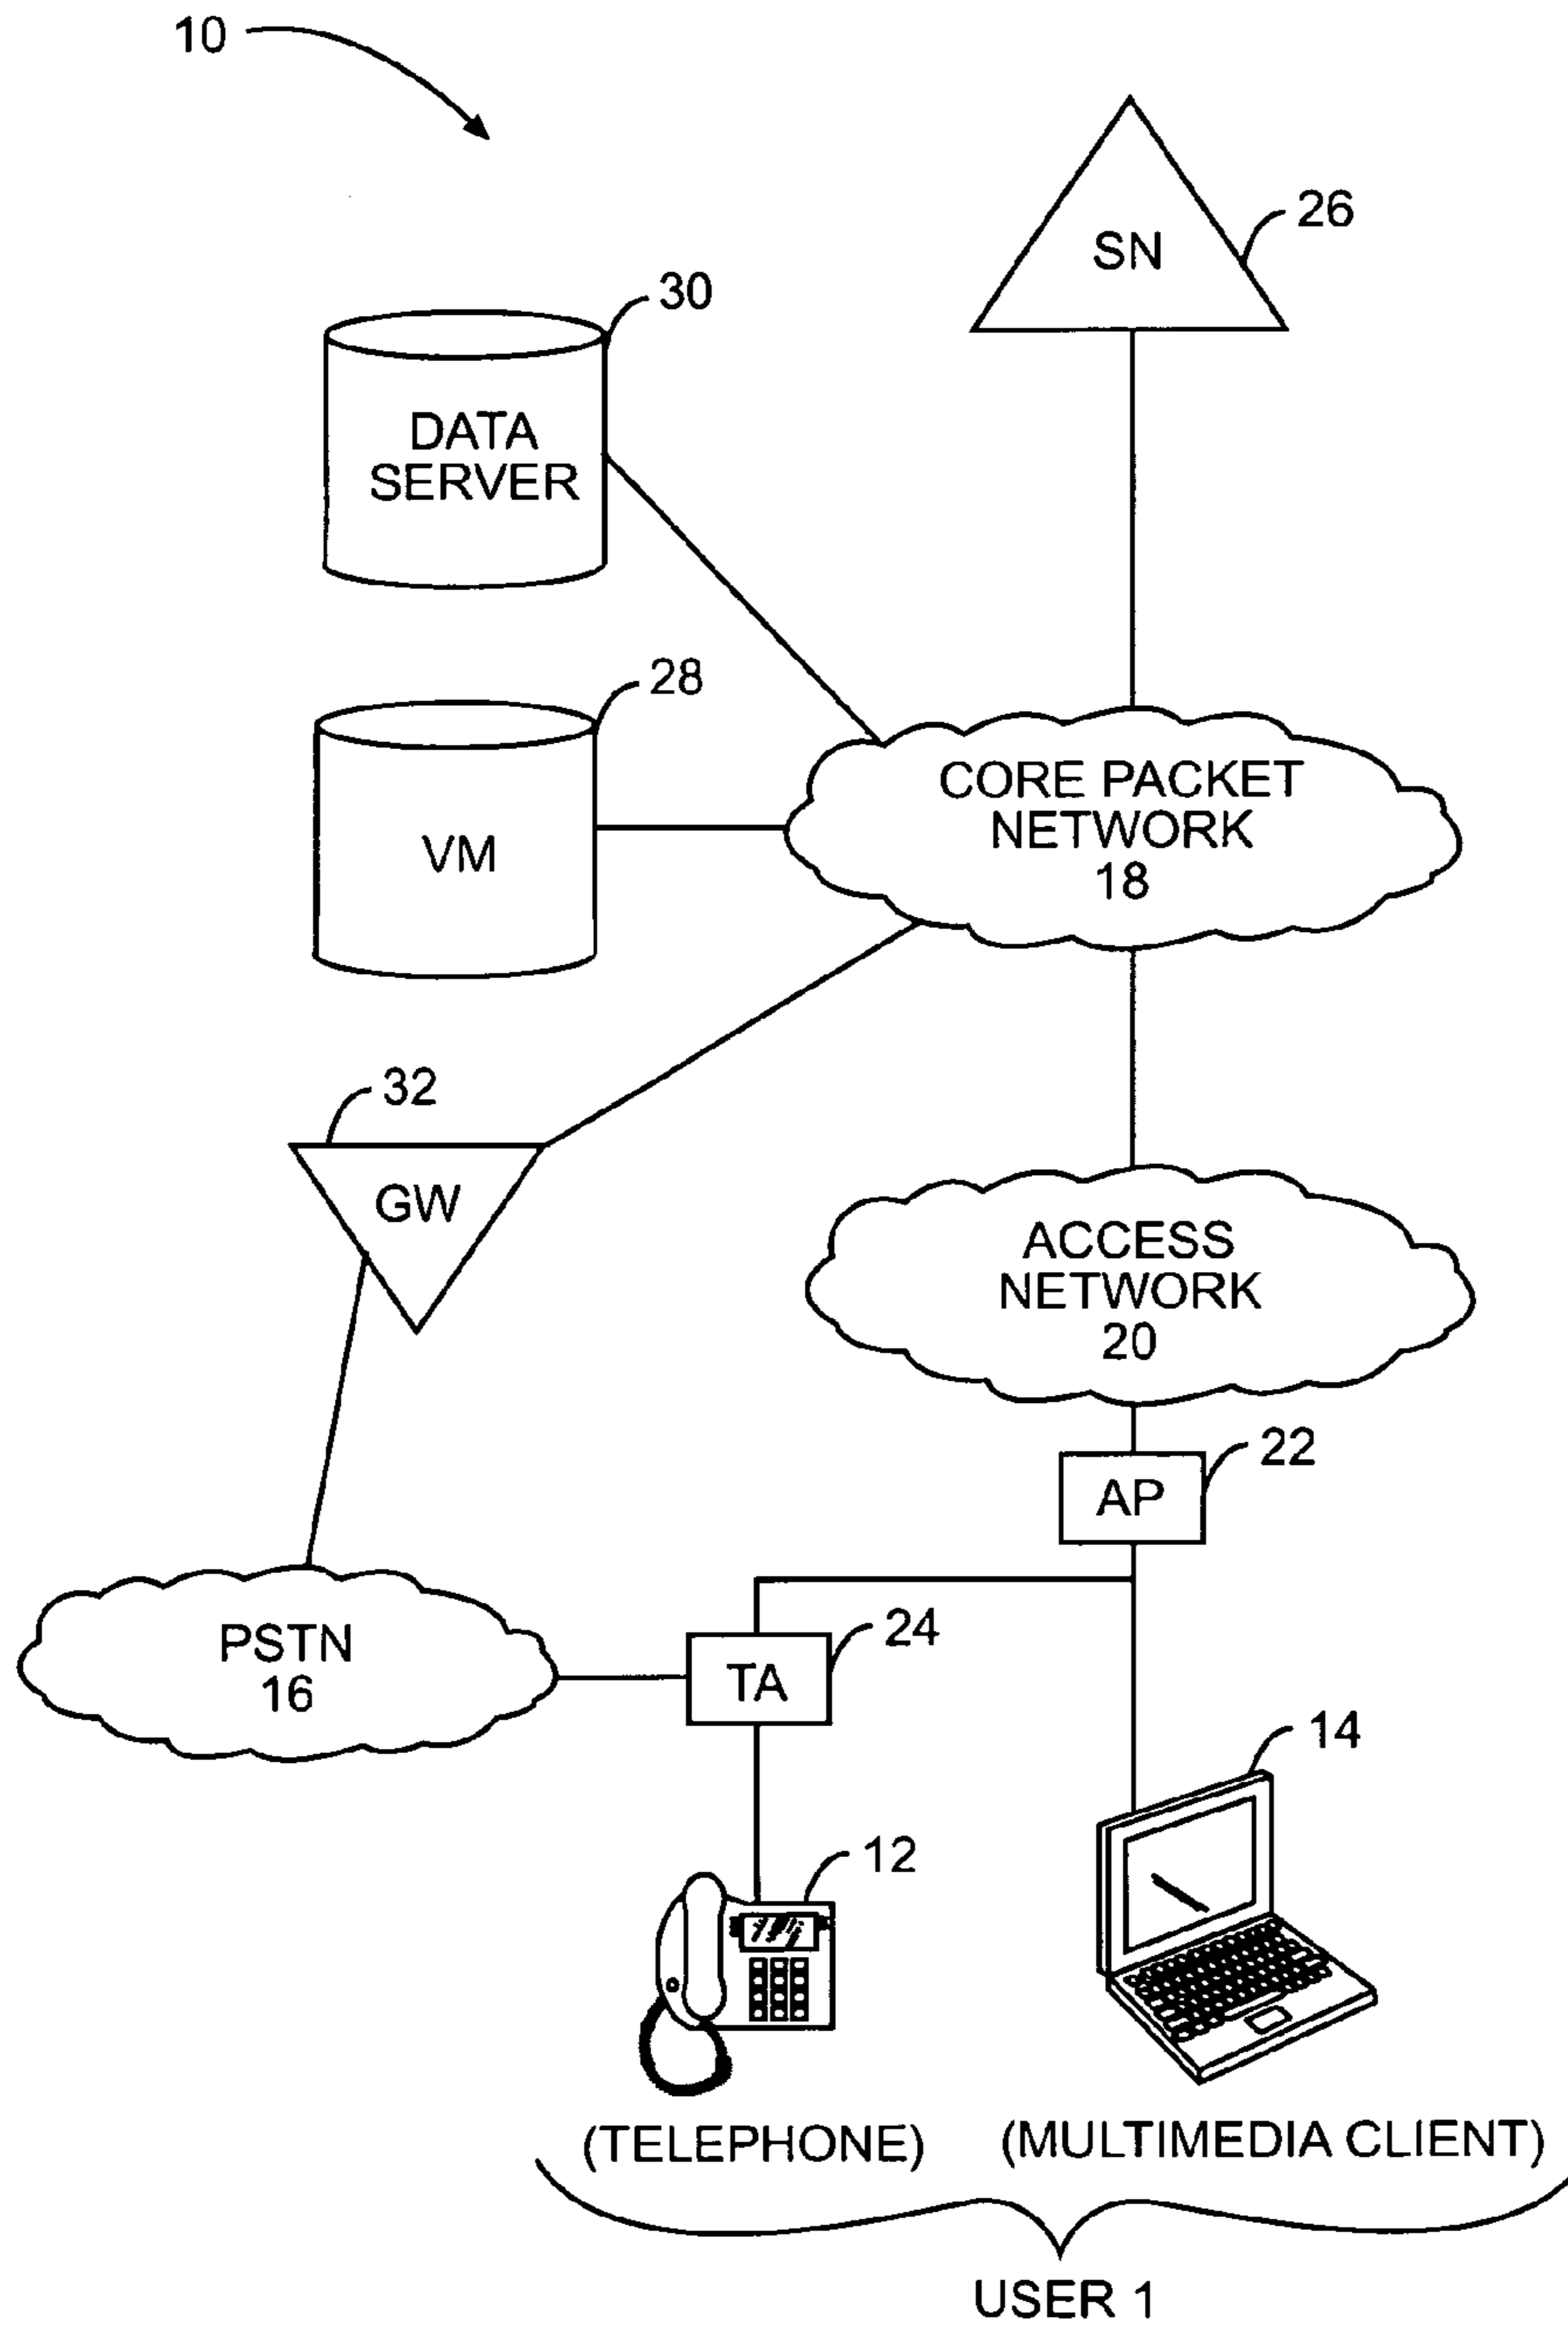 10
SN
26
30
DATA
SERVER
28
VM
CORE PACKET
NETWORK
18
32
GW
ACCESS
NETWORK
20
22
AP
PSTN
16
24
TA
14
12
(TELEPHONE)
(MULTIMEDIA CLIENT)
USER 1